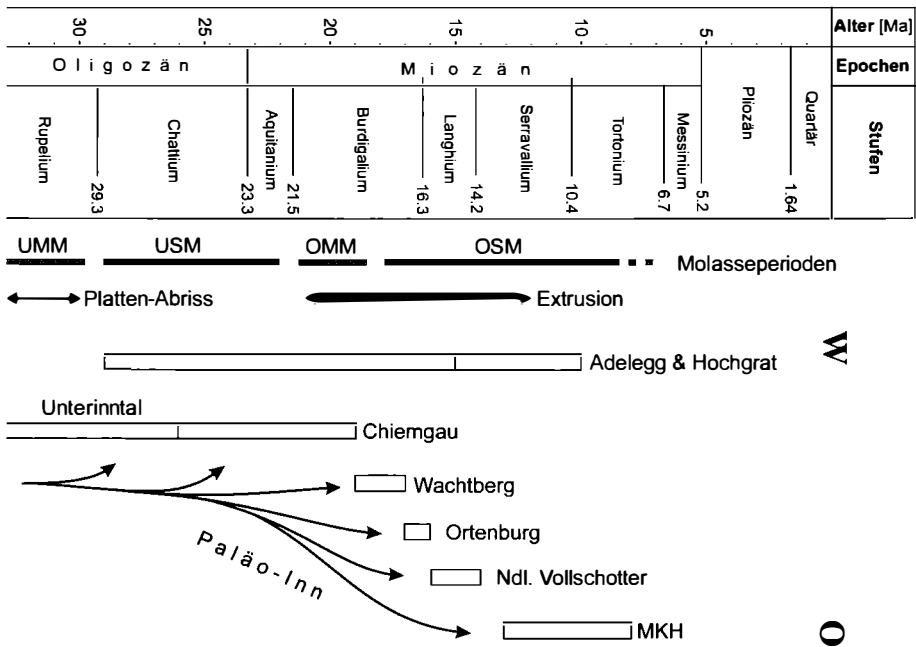 30 25 20 15 10 5 Alter [Ma]
Oligozän Miozän Epochen
Rupelium Chattium Aquitanium Burdigalium Langhium Serravallium Tortonium Messinium Pliozän Quartär Stufen
29.3 23.3 21.5 16.3 14.2 10.4 6.7 5.2 1.64
UMM USM OMM OSM
Molasseperioden
Platten-Abriss Extrusion
W
Adelegg & Hochgrat
Unterinntal
Chiemgau
Wachtberg
Ortenburg
Paläo-Inn
Ndl. Vollschotter
MKH
O